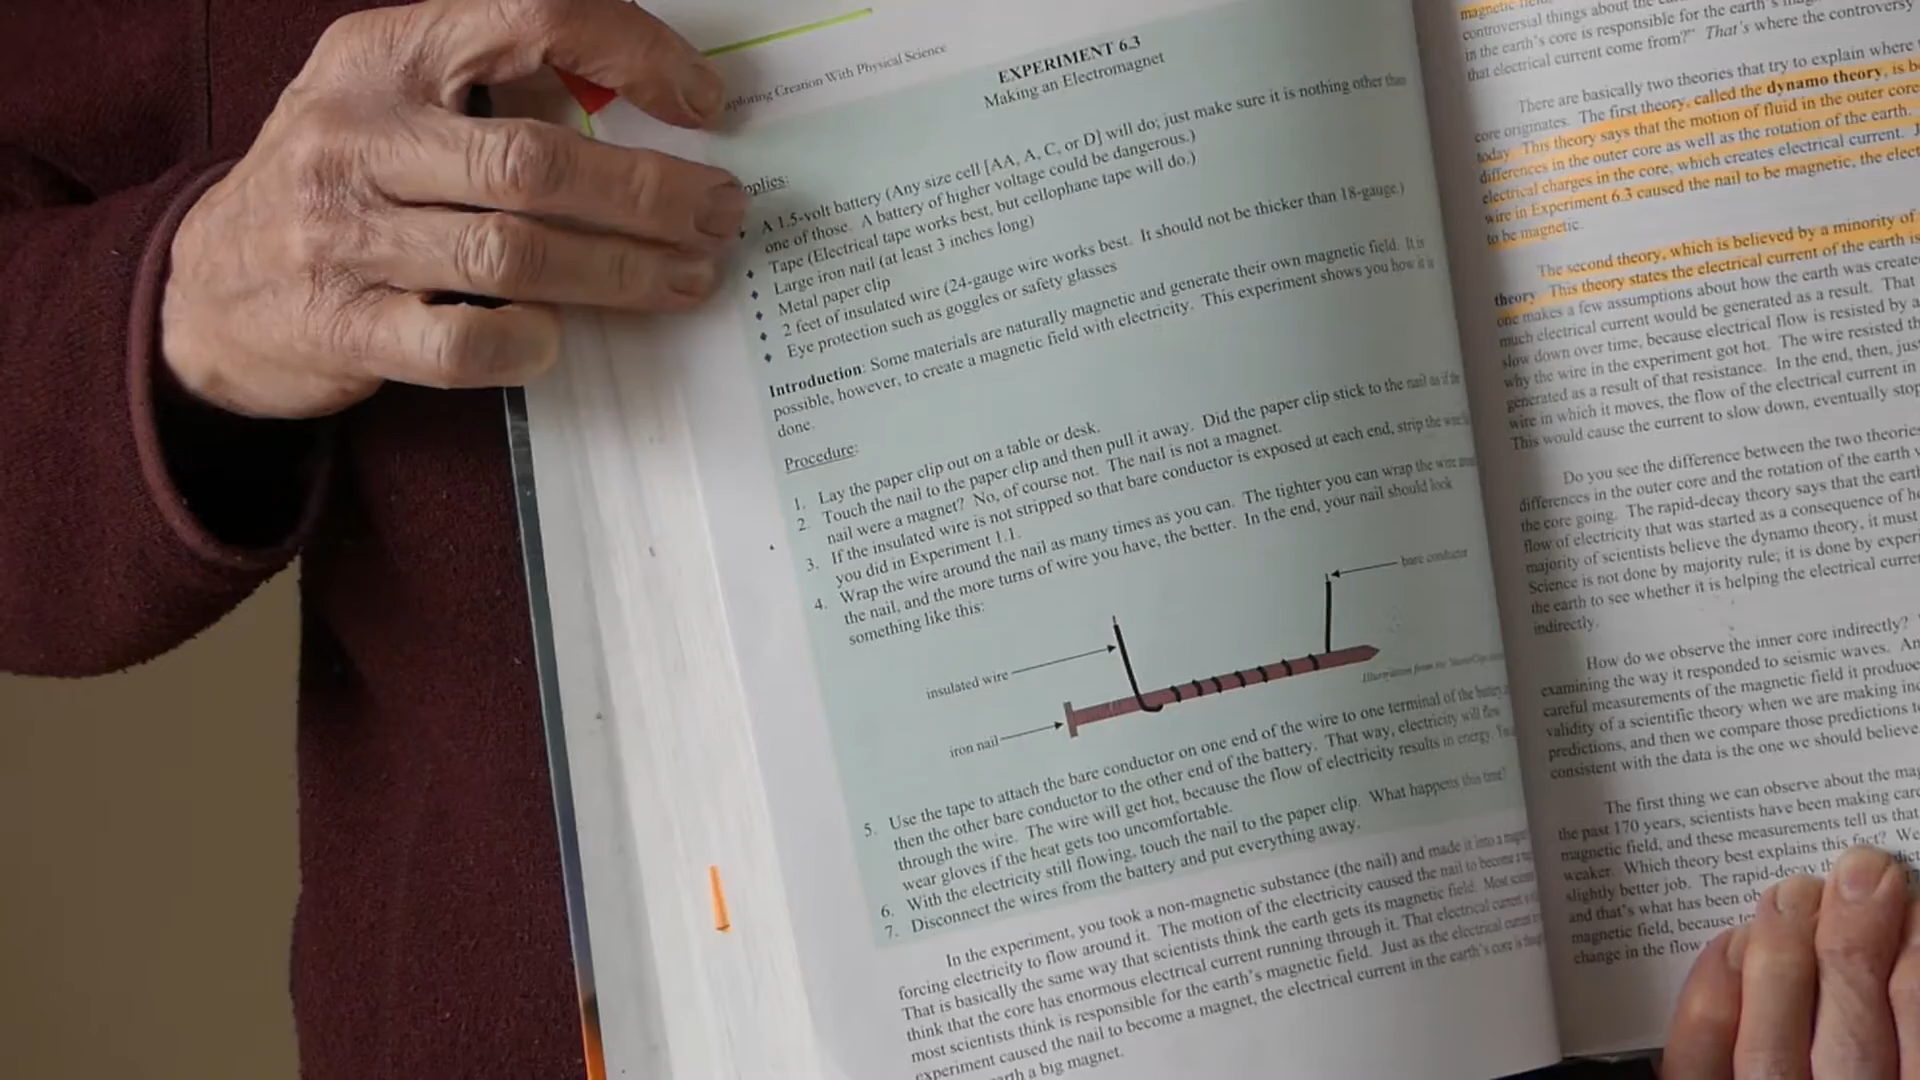 Exploring Creation With Physical Science
EXPERIMENT 6.3
Making an Electromagnet
A 1.5-volt battery (Any size cell [AA, A, C, or D] will do; just make sure it is nothing other than
one of those. A battery of higher voltage could be dangerous.)
Tape (Electrical tape works best, but cellophane tape will do.)
Large iron nail (at least 3 inches long)
Metal paper clip
2 feet of insulated wire (24-gauge wire works best. It should not be thicker than 18-gauge.)
Eye protection such as goggles or safety glasses
Introduction: Some materials are naturally magnetic and generate their own magnetic field. It is
possible, however, to create a magnetic field with electricity. This experiment shows you how it is
done.
Procedure:
1. Lay the paper clip out on a table or desk.
2. Touch the nail to the paper clip and then pull it away. Did the paper clip stick to the nail as if the
nail were a magnet? No, of course not. The nail is not a magnet.
3. If the insulated wire is not stripped so that bare conductor is exposed at each end, strip the
you did in Experiment 1.1.
4. Wrap the wire around the nail as many times as you can. The tighter you can wrap the wire
the nail, and the more turns of wire you have, the better. In the end, your nail should look
something like this:
bare conductor
insulated wire
iron nail
Illustration from the
5. Use the tape to attach the bare conductor on one end of the wire to one terminal of the battery
then the other bare conductor to the other end of the battery. That way, electricity will flow
through the wire. The wire will get hot, because the flow of electricity results in energy.
wear gloves if the heat gets too uncomfortable.
6. With the electricity still flowing, touch the nail to the paper clip. What happens this time?
7. Disconnect the wires from the battery and put everything away.
In the experiment, you took a non-magnetic substance (the nail) and made it into a
forcing electricity to flow around it. The motion of the electricity caused the nail to become a
That is basically the same way that scientists think the earth gets its magnetic field. Most
think that the core has enormous electrical current running through it. That electrical current
most scientists think is responsible for the earth's magnetic field. Just as the electrical current
experiment caused the nail to become a magnet, the electrical current in the earth's core is
a big magnet.
controversial things about the
in the earth's core is responsible for the earth's
that electrical current come from?" That's where the controversy
There are basically two theories that try to explain where
core originates. The first theory, called the dynamo theory, is
today. This theory says that the motion of fluid in the outer core
differences in the outer core as well as the rotation of the earth.
electrical charges in the core, which creates electrical current.
wire in Experiment 6.3 caused the nail to be magnetic, the
to be magnetic.
The second theory, which is believed by a minority of
theory. This theory states the electrical current of the earth is
one makes a few assumptions about how the earth was
much electrical current would be generated as a result. That
slow down over time, because electrical flow is resisted by a
why the wire in the experiment got hot. The wire resisted
generated as a result of that resistance. In the end, then,
wire in which it moves, the flow of the electrical current in
This would cause the current to slow down, eventually
Do you see the difference between the two
differences in the outer core and the rotation of the earth
the core going. The rapid-decay theory says that the
flow of electricity that was started as a consequence of
majority of scientists believe the dynamo theory, it must
Science is not done by majority rule; it is done by
the earth to see whether it is helping the electrical
indirectly.
How do we observe the inner core indirectly?
examining the way it responded to seismic waves.
careful measurements of the magnetic field it
validity of a scientific theory when we are making
predictions, and then we compare those predictions
consistent with the data is the one we should believe
The first thing we can observe about the
the past 170 years, scientists have been making
magnetic field, and these measurements tell us that
weaker. Which theory best explains this fact?
slightly better job. The rapid-decay
and that's what has been
magnetic field, because
change in the flow